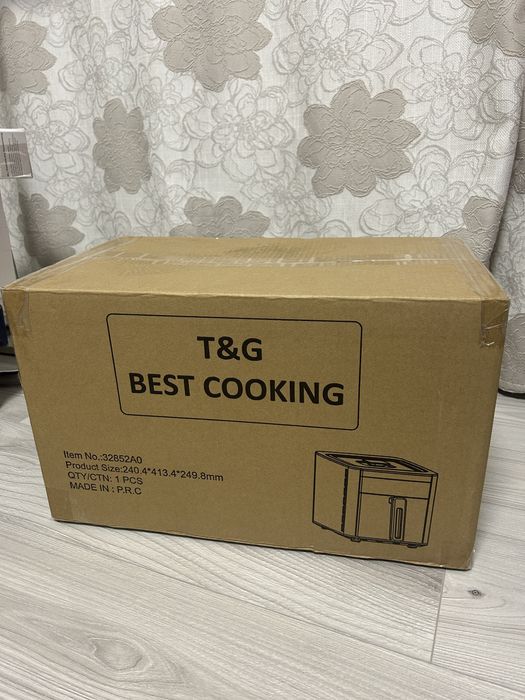 T&G
BEST COOKING
Item No.:32852A0
Product Size:240.4*413.4*249.8mm
QTY/CTN: 1 PCS
MADE IN : P.R.C